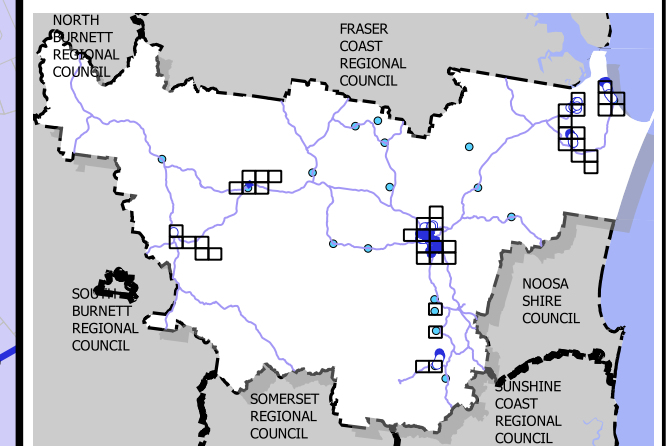 NORTH
BURNETT
REGIONAL
COUNCIL
FRASER
COAST
REGIONAL
COUNCIL
SOUTH
BURNETT
REGIONAL
COUNCIL
NOOSA
SHIRE
COUNCIL
SOMERSET
REGIONAL
COUNCIL
SUNSHINE
COAST
REGIONAL
COUNCIL